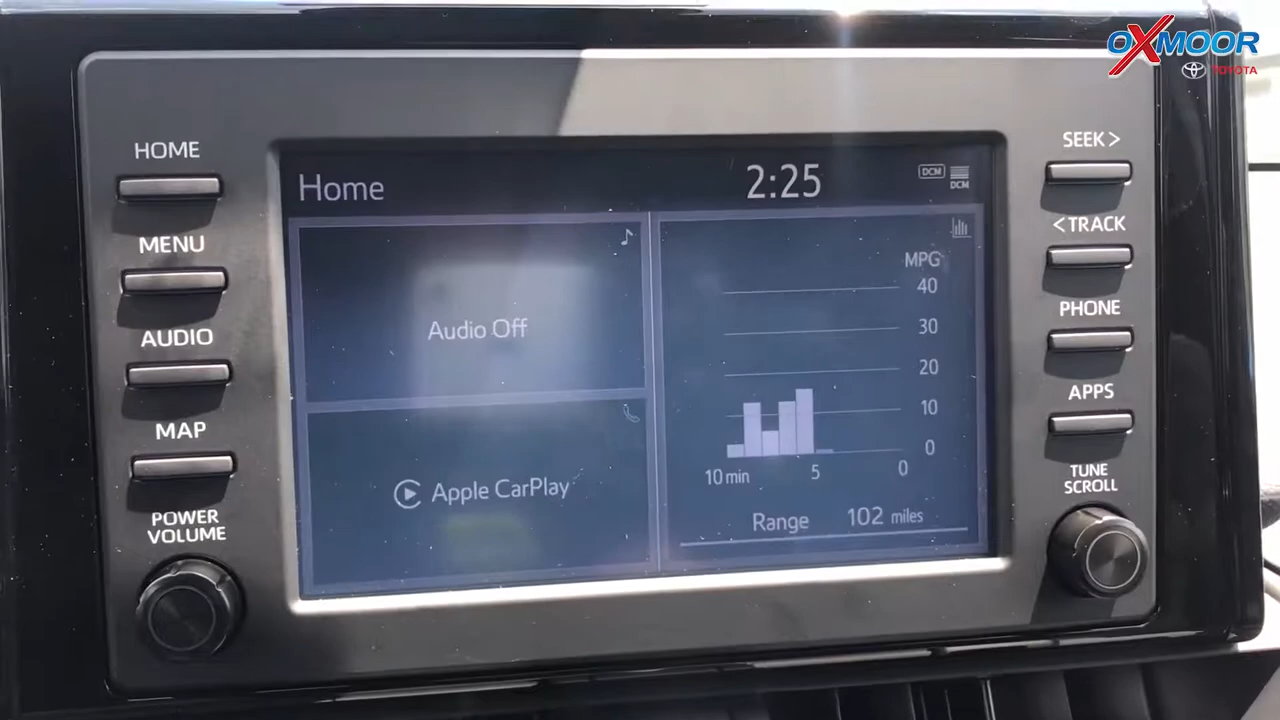 OXMOOR
TOYOTA
HOME
MENU
AUDIO
MAP
POWER
VOLUME
Home
2:25
DCM
DCM
Audio Off
Apple CarPlay
MPG
40
30
20
10
0
10 min
5
0
Range 102 miles
SEEK>
<TRACK
PHONE
APPS
TUNE
SCROLL